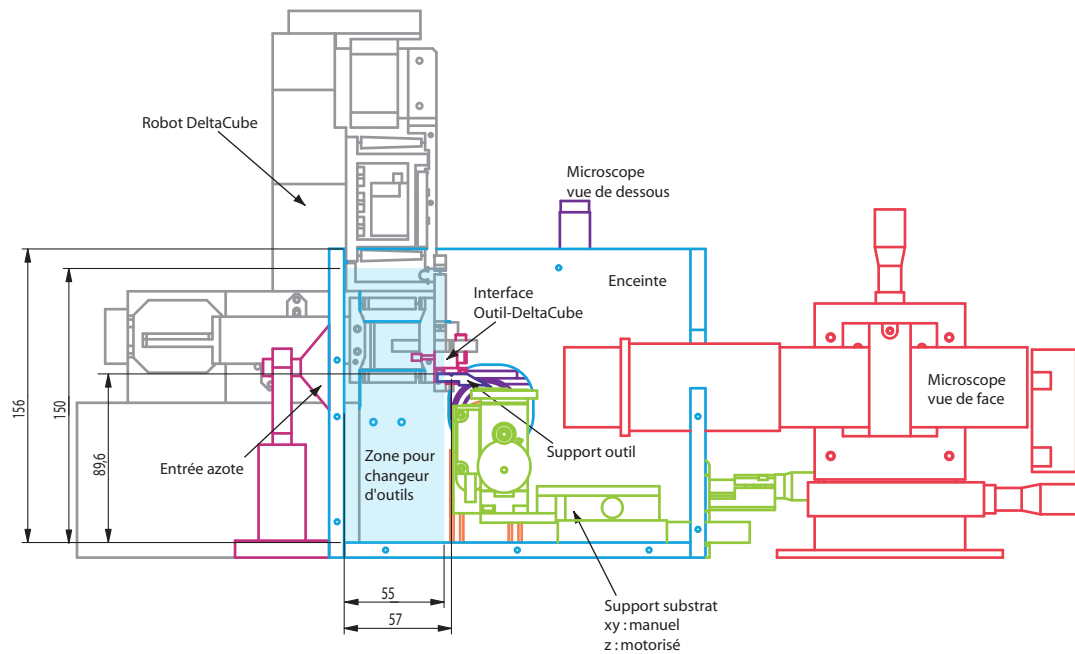 Robot DeltaCube
Microscope
vue de dessous
Enceinte
Interface
Outil-DeltaCube
Microscope
vue de face
156
150
89,6
Entrée azote
Zone pour
changeur
d'outils
Support outil
55
57
Support substrat
xy : manuel
z : motorisé